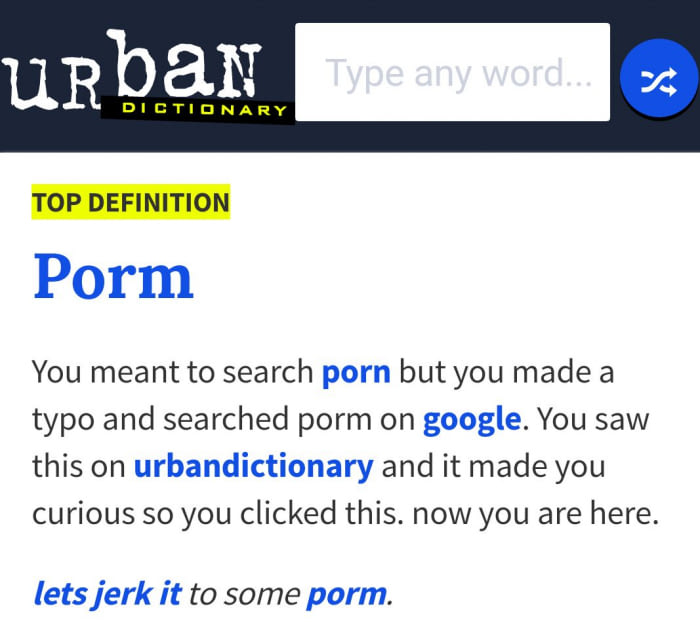 urban
DICTIONARY
Type any word...
TOP DEFINITION
Porm
You meant to search porn but you made a
typo and searched porm on google. You saw
this on urbandictionary and it made you
curious so you clicked this. now you are here.
lets jerk it to some porm.